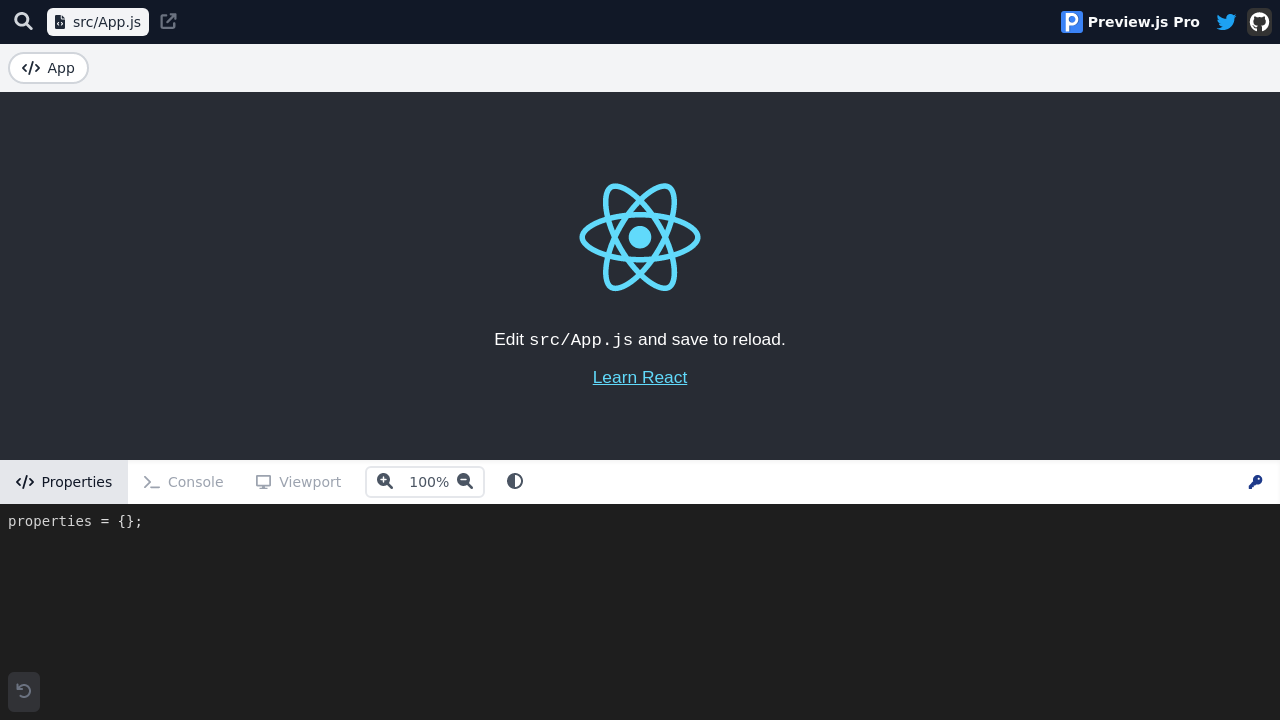 src/App.js
Preview.js Pro
App
Edit src/App.js and save to reload.
Learn React
Properties
Console
Viewport
100%
properties = {};